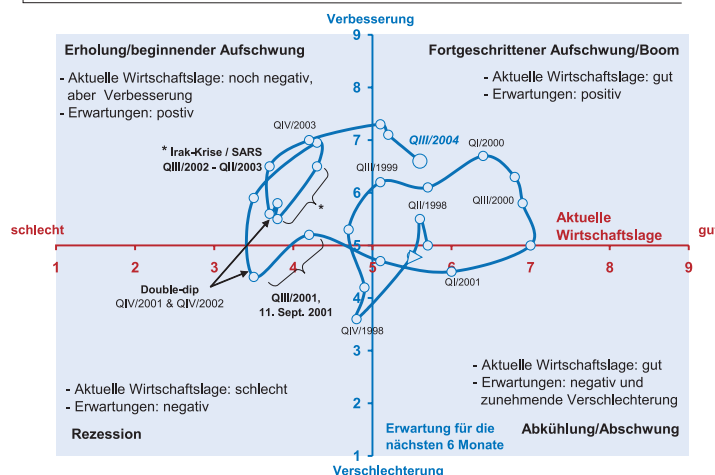 Verbesserung
9
Erholung/beginnender Aufschwung
Fortgeschrittener Aufschwung/Boom
- Aktuelle Wirtschaftslage: noch negativ,
aber Verbesserung
- Erwartungen: postiv
- Aktuelle Wirtschaftslage: gut
- Erwartungen: positiv
8
QIV/2003
QIII/2004
QI/2000
7
* Irak-Krise / SARS
QIII/2002 - QII/2003
QIII/1999
6
*
QII/1998
QIII/2000
schlecht
Aktuelle
Wirtschaftslage
gut
5
1 2 3 4 5 6 7 8 9
Double-dip
QIV/2001 & QIV/2002
QIII/2001,
11. Sept. 2001
QI/2001
4
QIV/1998
3
- Aktuelle Wirtschaftslage: schlecht
- Erwartungen: negativ
- Aktuelle Wirtschaftslage: gut
- Erwartungen: negativ und
zunehmende Verschlechterung
2
Rezession
Erwartung für die
nächsten 6 Monate
Abkühlung/Abschwung
1
Verschlechterung